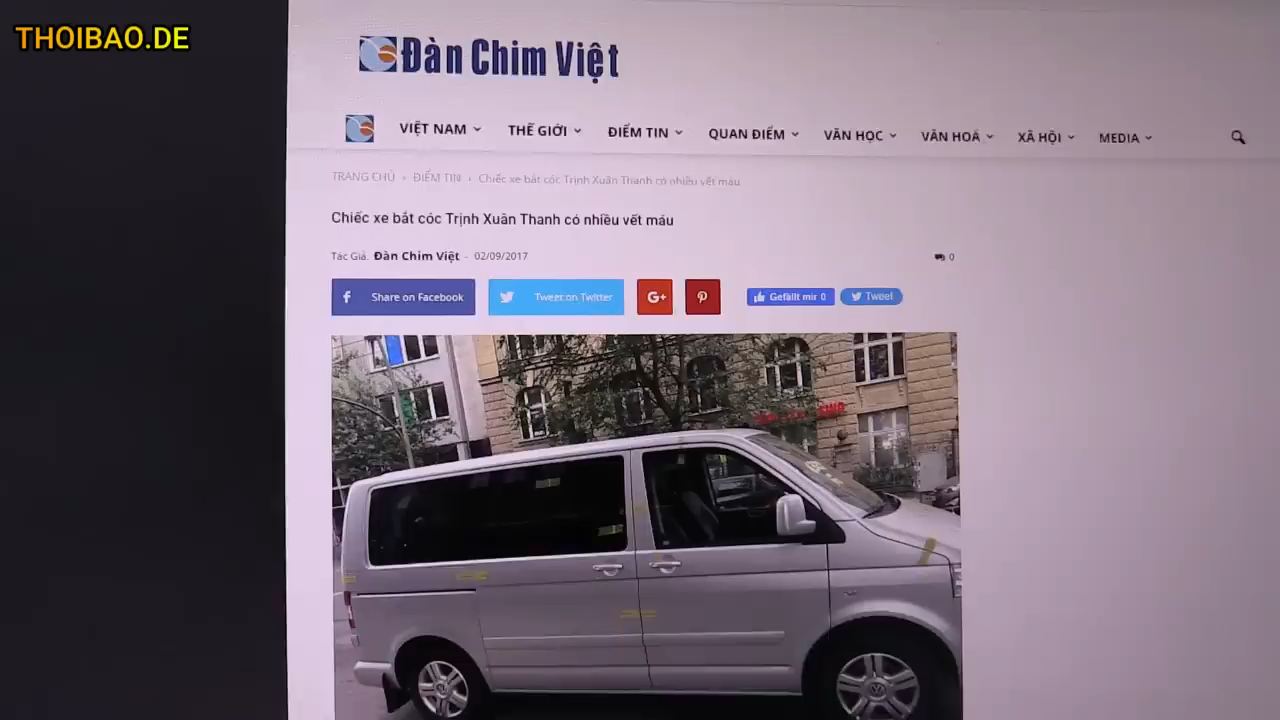 THOIBAO.DE
Đàn Chim Việt
VIỆT NAM
THẾ GIỚI
ĐIỂM TIN
QUAN ĐIỂM
VĂN HỌC
VĂN HOÁ
XÃ HỘI
MEDIA
TRANG CHỦ › ĐIỂM TIN › Chiếc xe bắt cóc Trịnh Xuân Thanh có nhiều vết máu
Chiếc xe bắt cóc Trịnh Xuân Thanh có nhiều vết máu
Tác Giả: Đàn Chim Việt - 02/09/2017
0
Share on Facebook
Tweet on Twitter
G+
Gefällt mir 0
Tweet